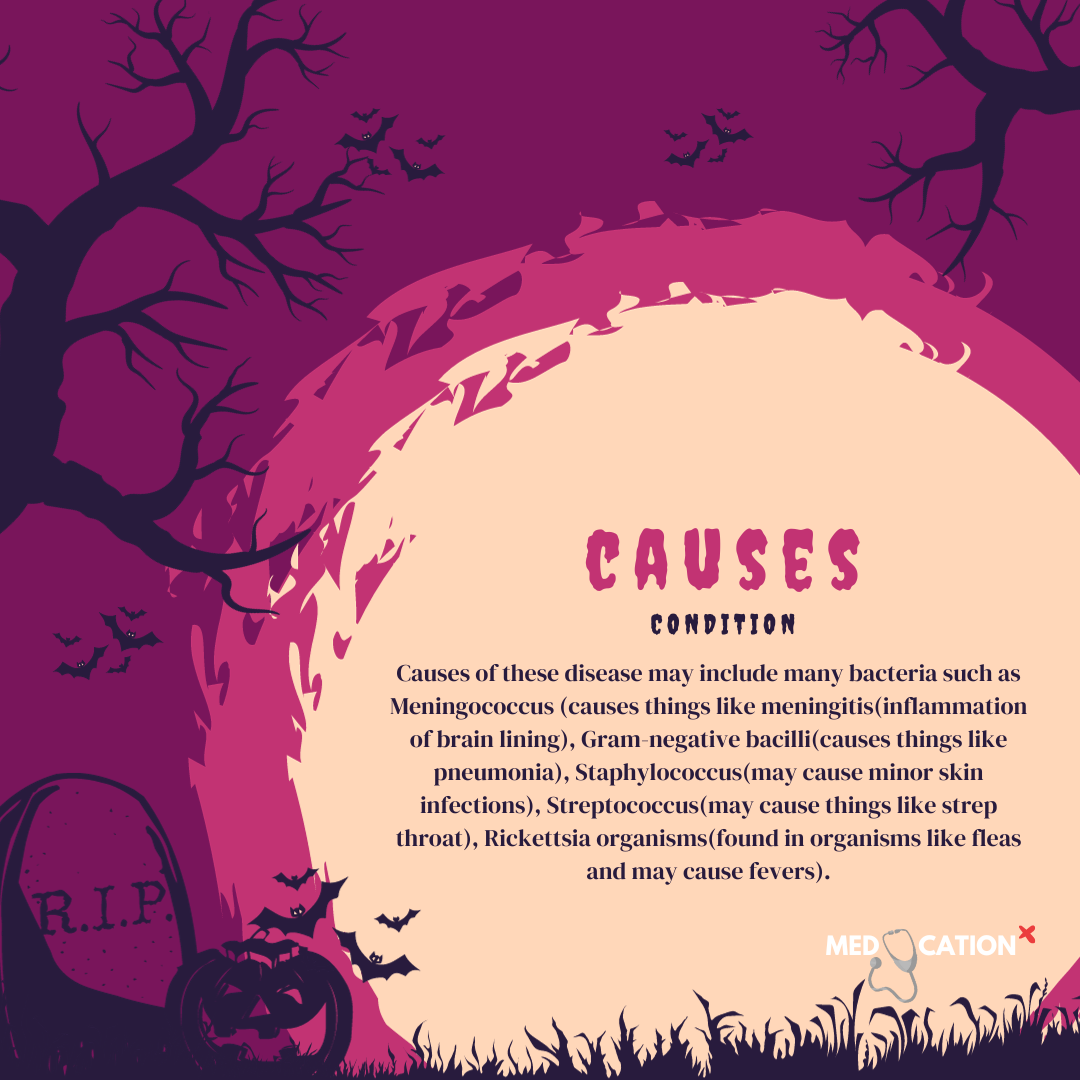 CAUSES
CONDITION
Causes of these disease may include many bacteria such as
Meningococcus (causes things like meningitis(inflammation
of brain lining), Gram-negative bacilli(causes things like
pneumonia), Staphylococcus(may cause minor skin
infections), Streptococcus(may cause things like strep
throat), Rickettsia organisms(found in organisms like fleas
and may cause fevers).
R.I.P.
MED CATION